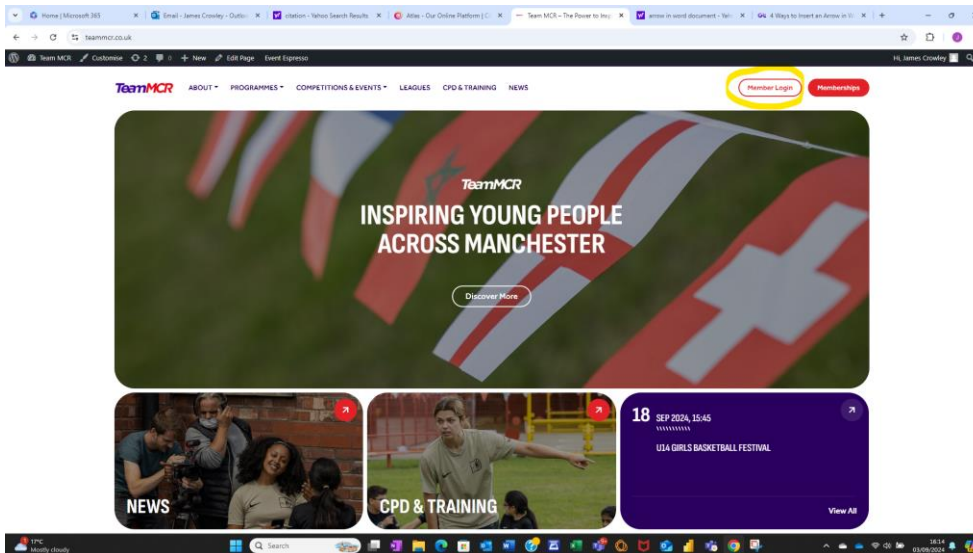 Home | Microsoft 365
Email - James Crowley - Outloo
citation - Yahoo Search Results
Atlas - Our Online Platform | C
Team MCR – The Power to Insp
arrow in word document - Yah
4 Ways to Insert an Arrow in W
teammcr.co.uk
Team MCR Customise 2 0 New Edit Page Event Espresso Hi, James Crowley
TeamMCR ABOUT PROGRAMMES COMPETITIONS & EVENTS LEAGUES CPD & TRAINING NEWS Member Login Memberships
TeamMCR
INSPIRING YOUNG PEOPLE
ACROSS MANCHESTER
Discover More
NEWS
CPD & TRAINING
18 SEP 2024, 15:45
U14 GIRLS BASKETBALL FESTIVAL
View All
17°C
Mostly cloudy
Search
16:14
03/09/2024